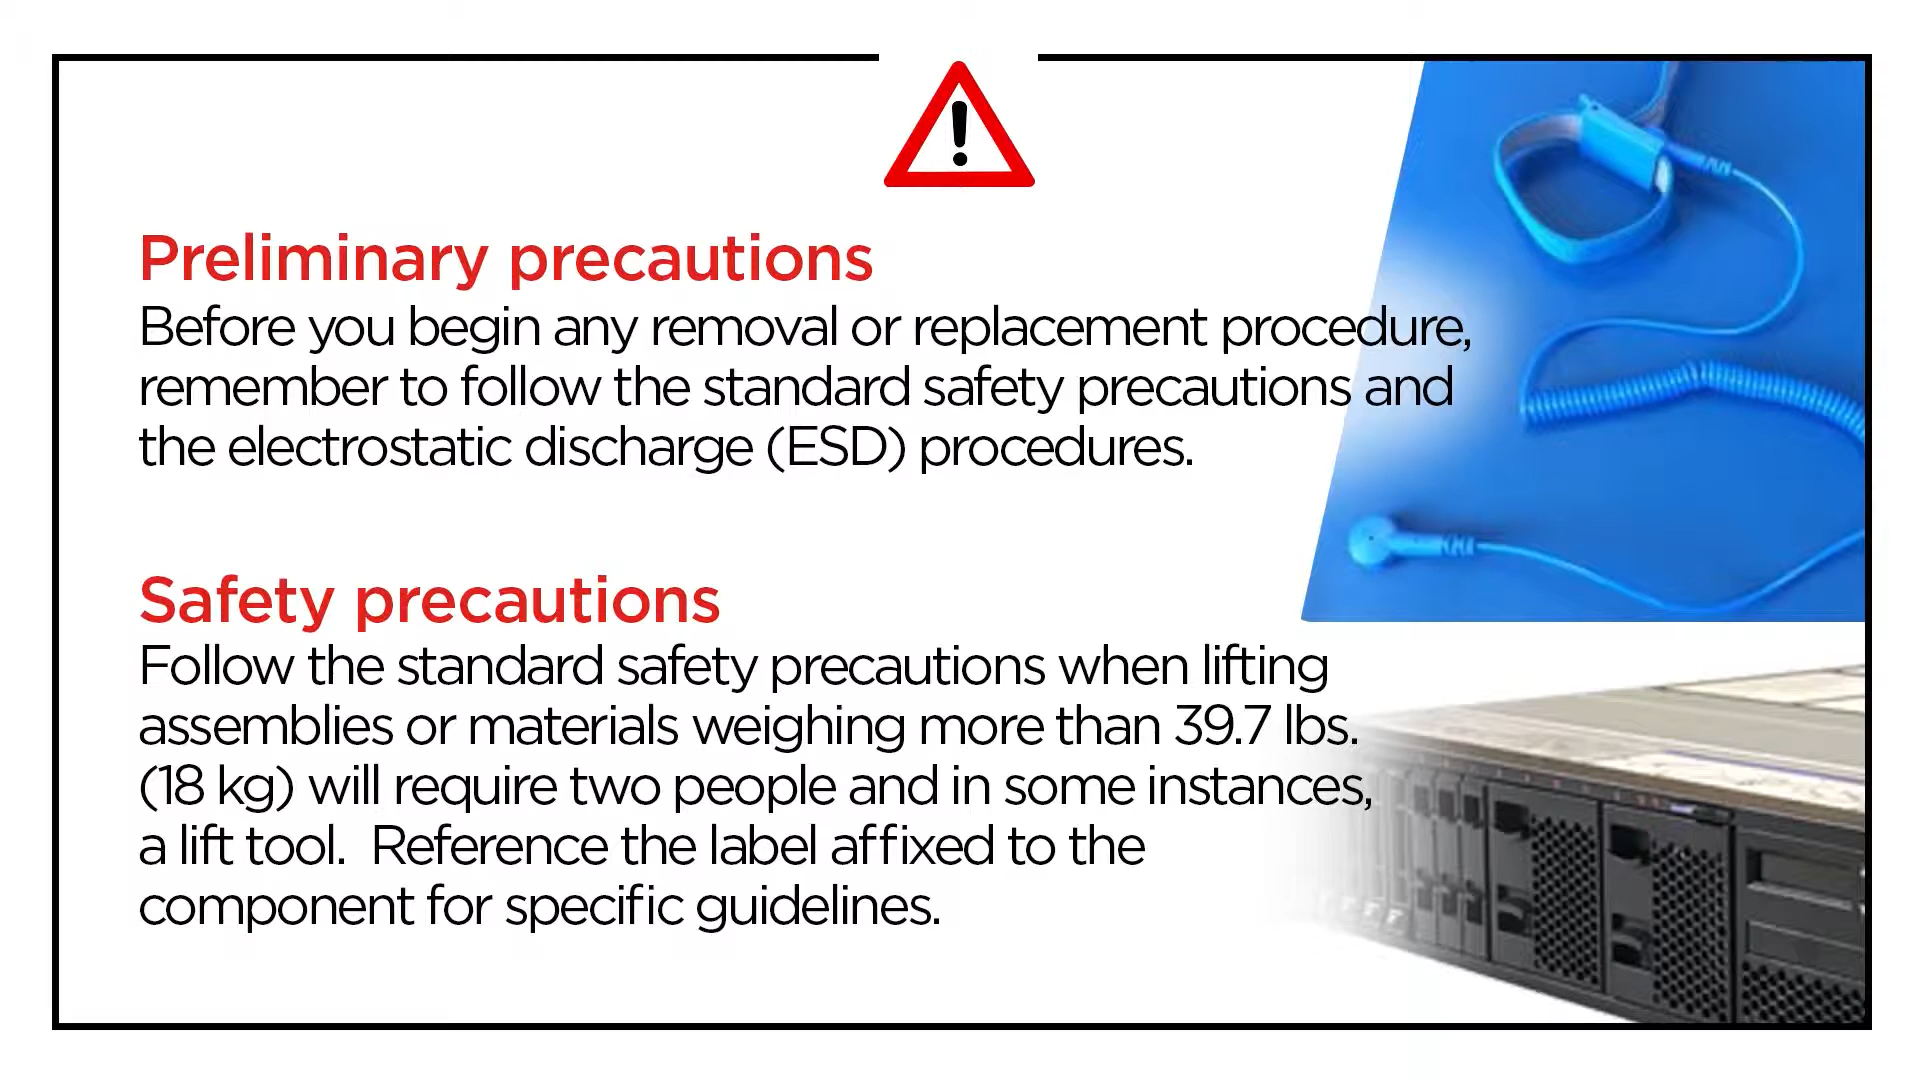 Preliminary precautions
Before you begin any removal or replacement procedure,
remember to follow the standard safety precautions and
the electrostatic discharge (ESD) procedures.
Safety precautions
Follow the standard safety precautions when lifting
assemblies or materials weighing more than 39.7 lbs.
(18 kg) will require two people and in some instances,
a lift tool.  Reference the label affixed to the
component for specific guidelines.